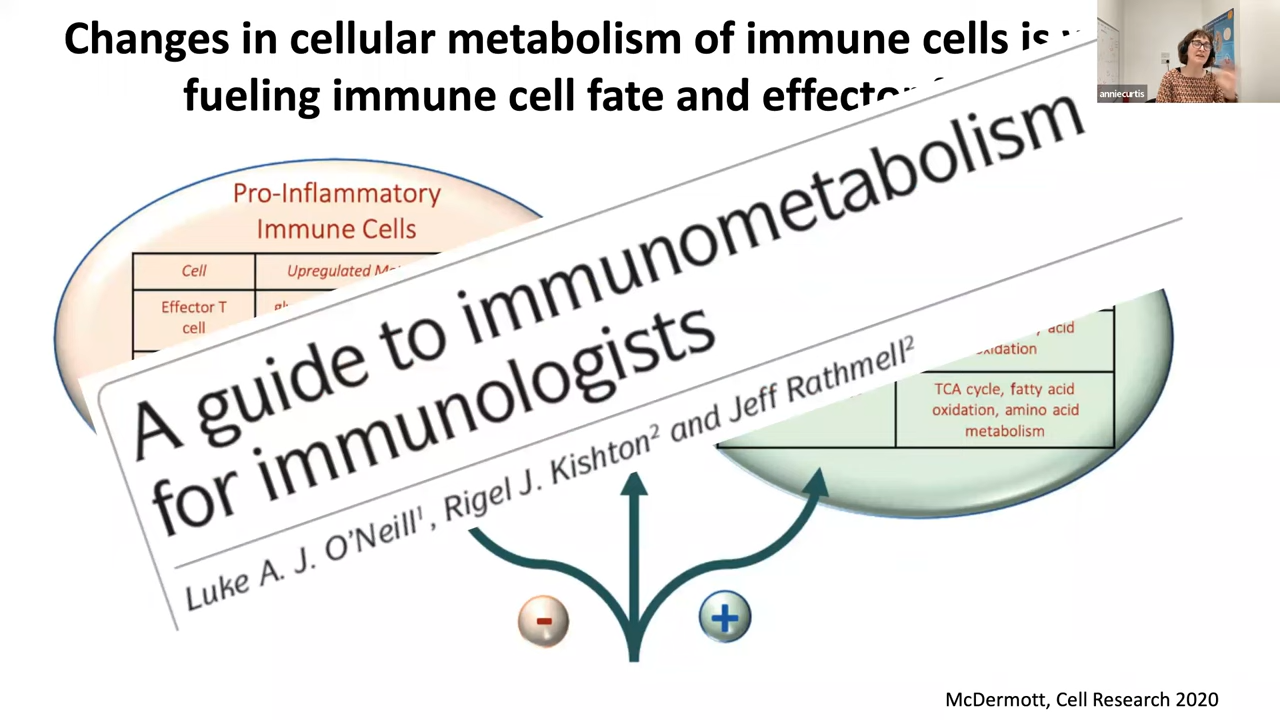 Changes in cellular metabolism of immune cells is
fueling immune cell fate and
anniecurtis
Pro-Inflammatory
Immune Cells
Cell
Upregulated
Effector T
cell
A guide to immunometabolism
for immunologists
Luke A. J. O'Neill¹, Rigel J. Kishton² and Jeff Rathmell²
acid
TCA cycle, fatty acid
oxidation, amino acid
metabolism
-
+
McDermott, Cell Research 2020